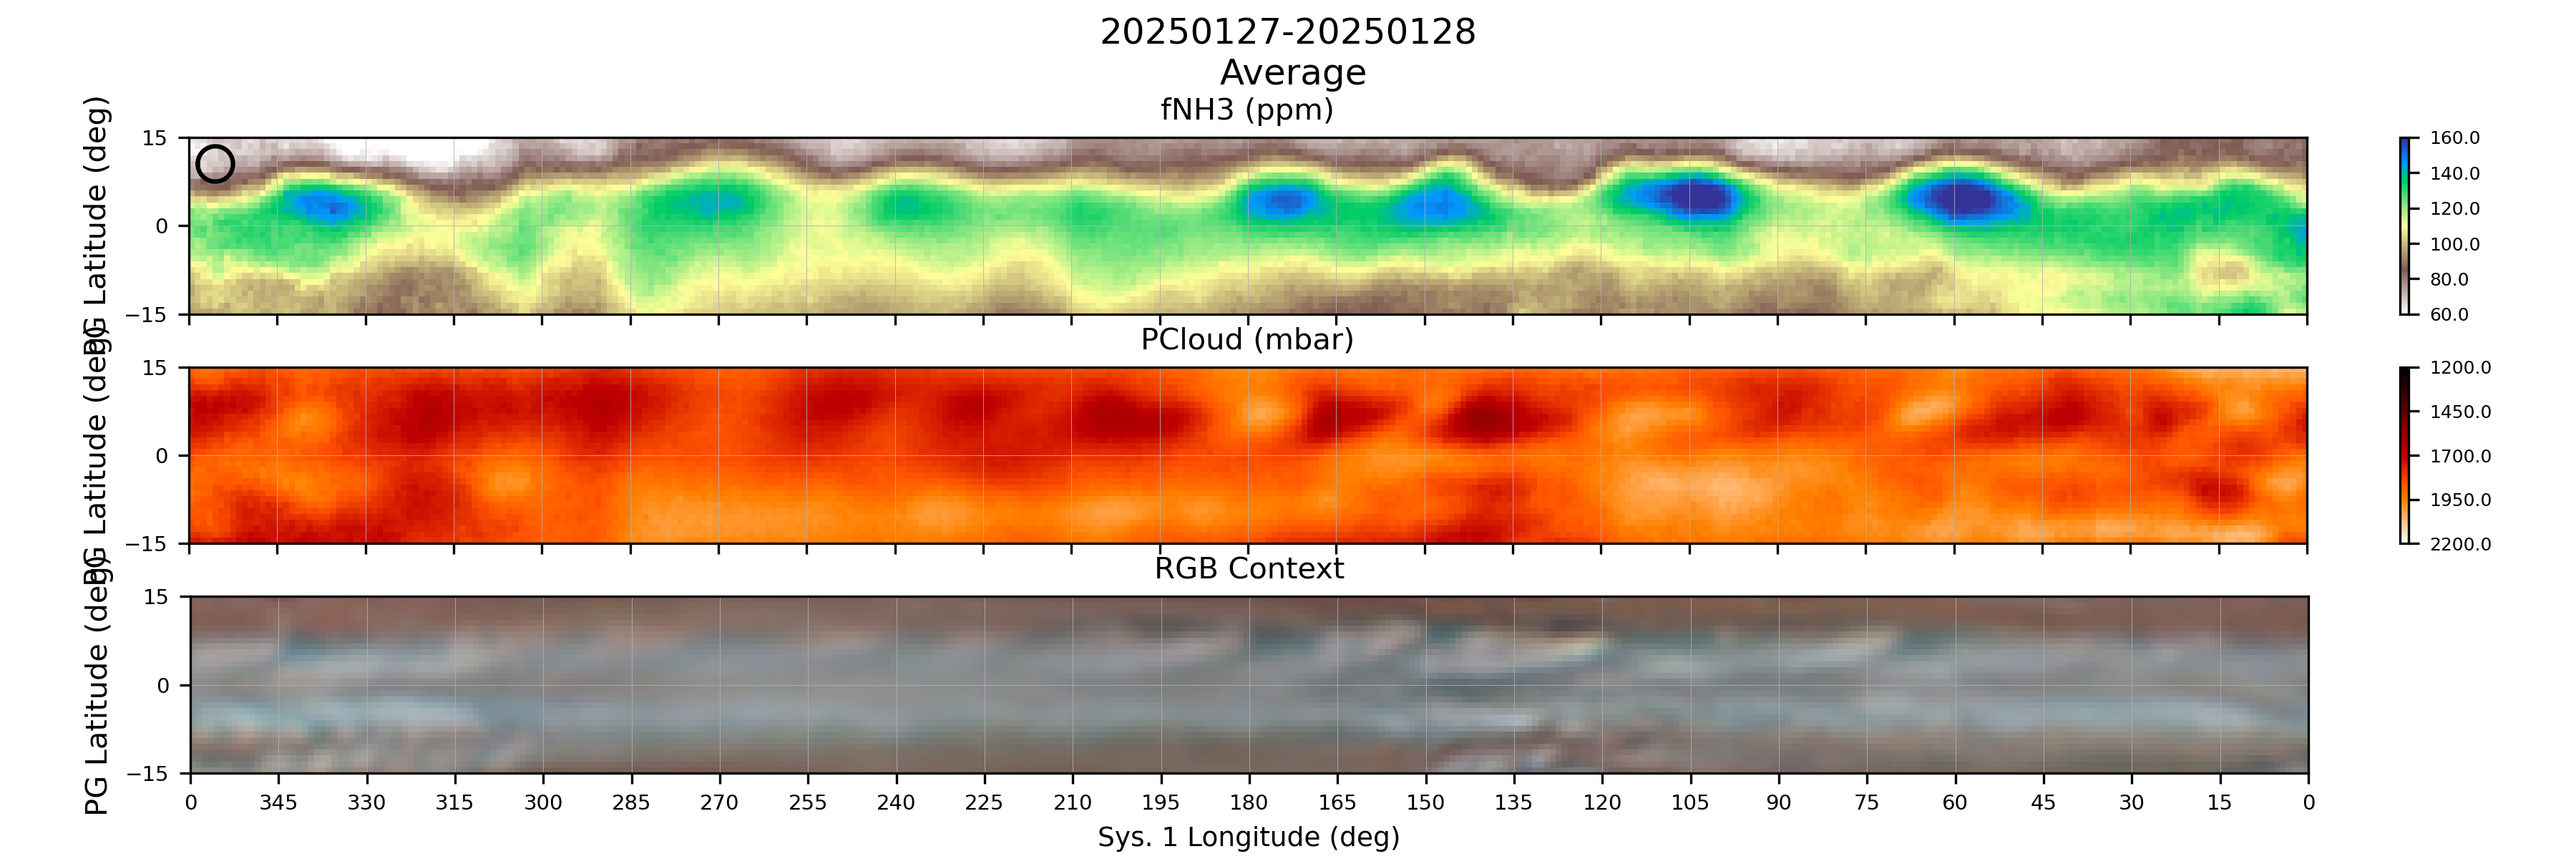 20250127-20250128
Average
fNH3 (ppm)
PG Latitude (deg)
15
0
−15
160.0
140.0
120.0
100.0
80.0
60.0
PCloud (mbar)
PG Latitude (deg)
15
0
−15
1200.0
1450.0
1700.0
1950.0
2200.0
RGB Context
PG Latitude (deg)
15
0
−15
0 345 330 315 300 285 270 255 240 225 210 195 180 165 150 135 120 105 90 75 60 45 30 15 0
Sys. 1 Longitude (deg)